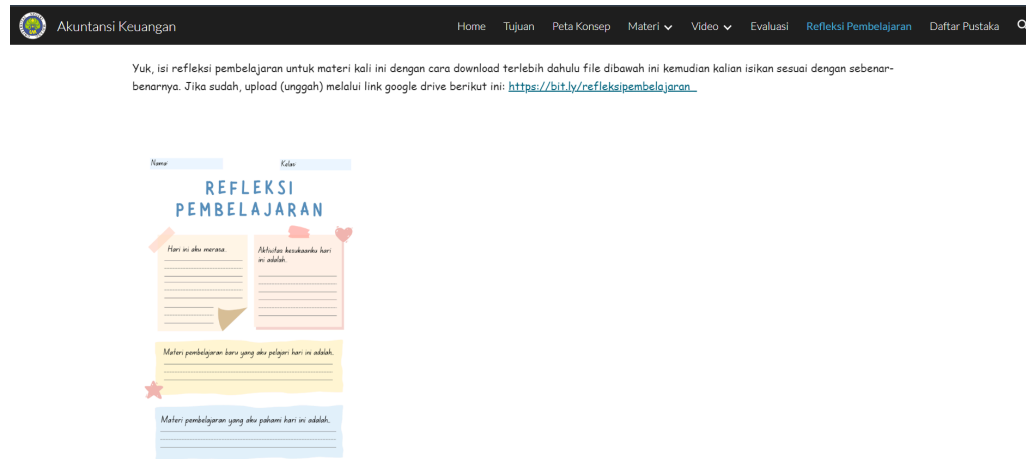 Akuntansi Keuangan
Home Tujuan Peta Konsep Materi Video Evaluasi Refleksi Pembelajaran Daftar Pustaka
Yuk, isi refleksi pembelajaran untuk materi kali ini dengan cara download terlebih dahulu file dibawah ini kemudian kalian isikan sesuai dengan sebenar-
benarnya. Jika sudah, upload (unggah) melalui link google drive berikut ini: https://bit.ly/refleksipembelajaran_
Nama: Kelas:
REFLEKSI
PEMBELAJARAN
Hari ini aku merasa..
Aktivitas kesukaanku hari
ini adalah..
Materi pembelajaran baru yang aku pelajari hari ini adalah..
Materi pembelajaran yang aku pahami hari ini adalah..